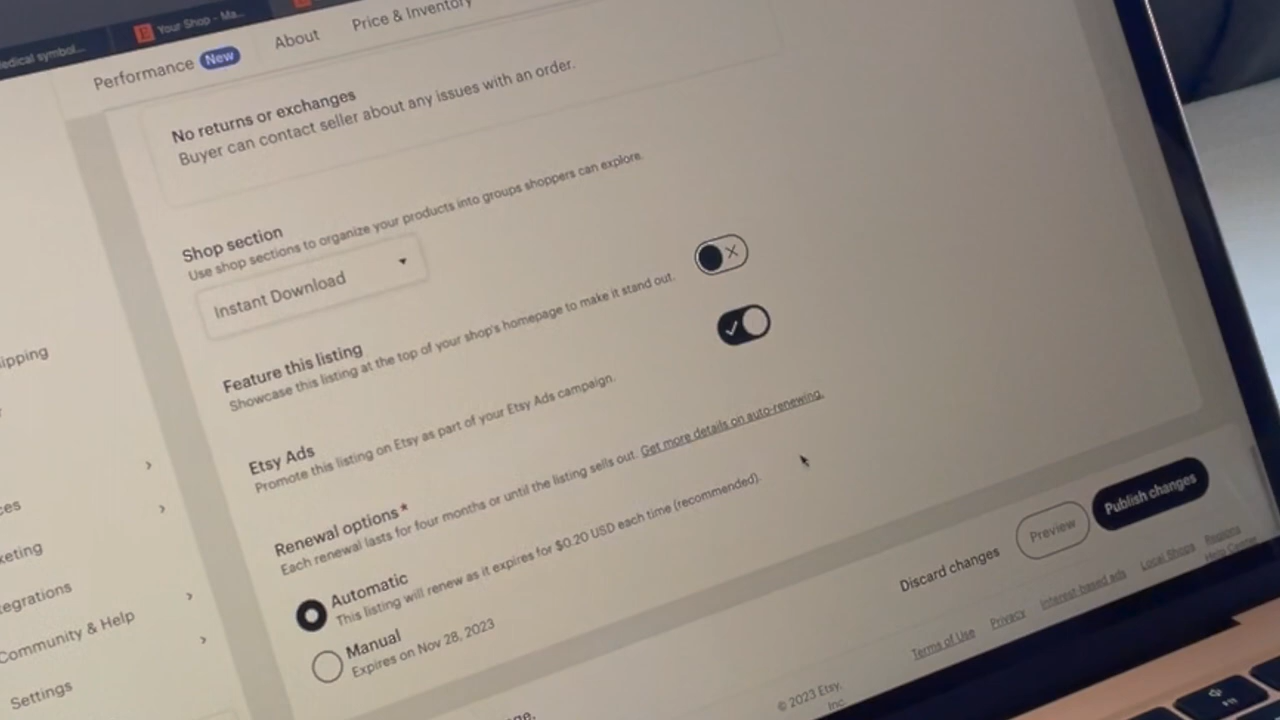 edical symbol...
Your Shop - Ma...
Performance New About Price & Inventory
No returns or exchanges
Buyer can contact seller about any issues with an order.
Shop section
Use shop sections to organize your products into groups shoppers can explore.
Instant Download
Feature this listing
Showcase this listing at the top of your shop's homepage to make it stand out.
Etsy Ads
Promote this listing on Etsy as part of your Etsy Ads campaign.
Renewal options*
Each renewal lasts for four months or until the listing sells out. Get more details on auto-renewing.
Automatic
This listing will renew as it expires for $0.20 USD each time (recommended).
Manual
Expires on Nov 28, 2023
ipping
ces
keting
tegrations
Community & Help
Settings
Discard changes Preview Publish changes
Terms of Use Privacy Interest-based ads Local Shops Regions
Help Center
© 2023 Etsy,
Inc.
F11